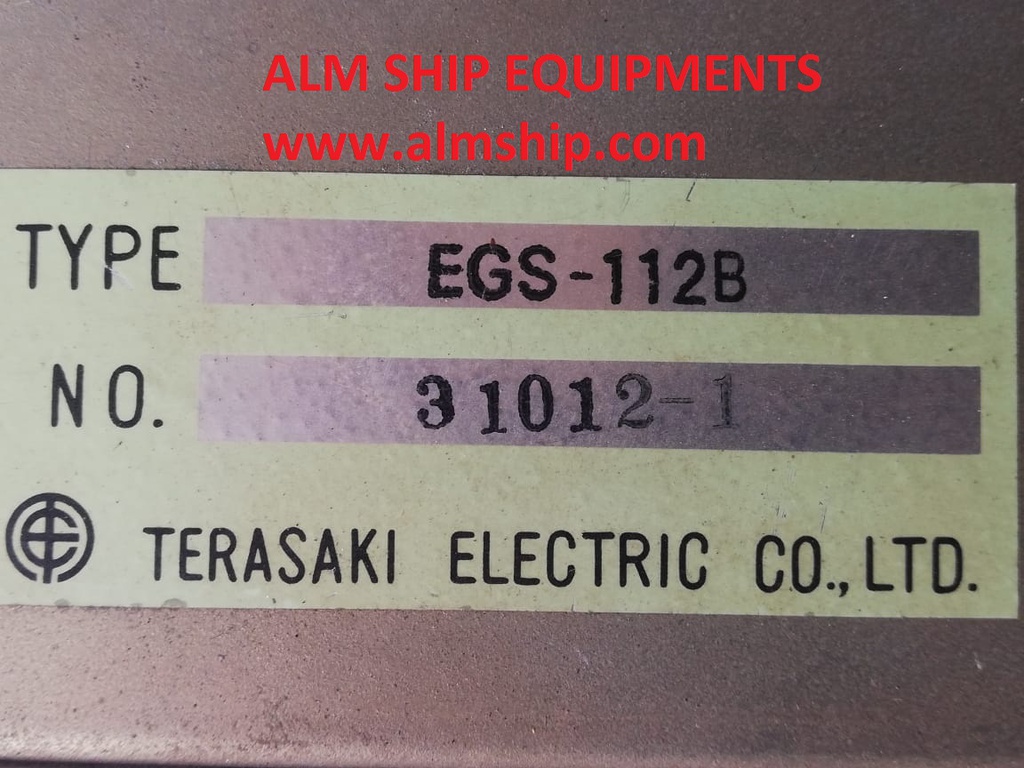 ALM SHIP EQUIPMENTS
www.almship.com
TYPE EGS-112B
NO. 31012-1
TERASAKI ELECTRIC CO., LTD.